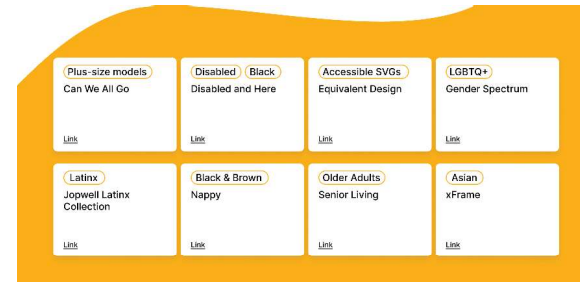 Plus-size models
Can We All Go
Link
Disabled Black
Disabled and Here
Link
Accessible SVGs
Equivalent Design
Link
LGBTQ+
Gender Spectrum
Link
Latinx
Jopwell Latinx
Collection
Link
Black & Brown
Nappy
Link
Older Adults
Senior Living
Link
Asian
xFrame
Link